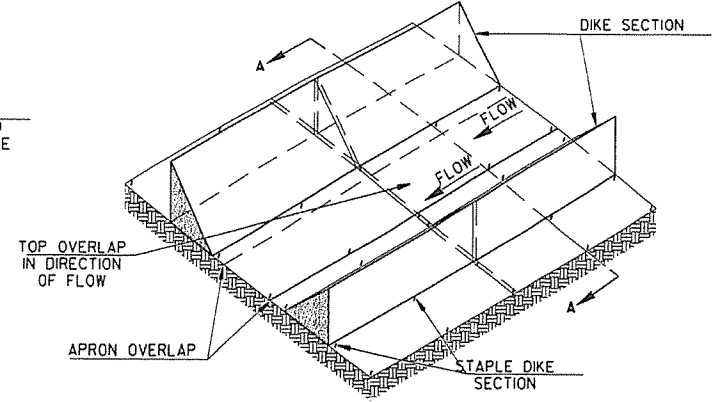 DIKE SECTION
A
FLOW
E
FLOW
TOP OVERLAP
IN DIRECTION
OF FLOW
A
APRON OVERLAP
STAPLE DIKE
SECTION